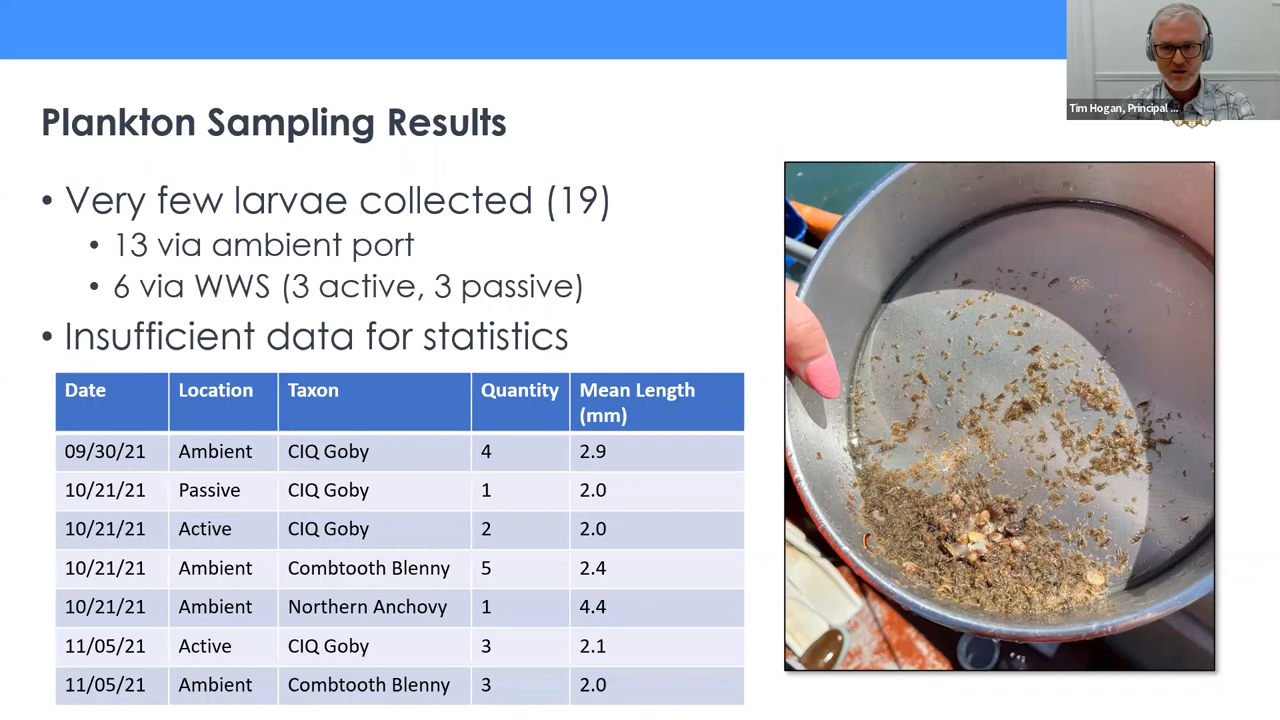 Tim Hogan, Principal ...
Plankton Sampling Results
• Very few larvae collected (19)
• 13 via ambient port
• 6 via WWS (3 active, 3 passive)
• Insufficient data for statistics
Date Location Taxon Quantity Mean Length (mm)
09/30/21 Ambient CIQ Goby 4 2.9
10/21/21 Passive CIQ Goby 1 2.0
10/21/21 Active CIQ Goby 2 2.0
10/21/21 Ambient Combtooth Blenny 5 2.4
10/21/21 Ambient Northern Anchovy 1 4.4
11/05/21 Active CIQ Goby 3 2.1
11/05/21 Ambient Combtooth Blenny 3 2.0